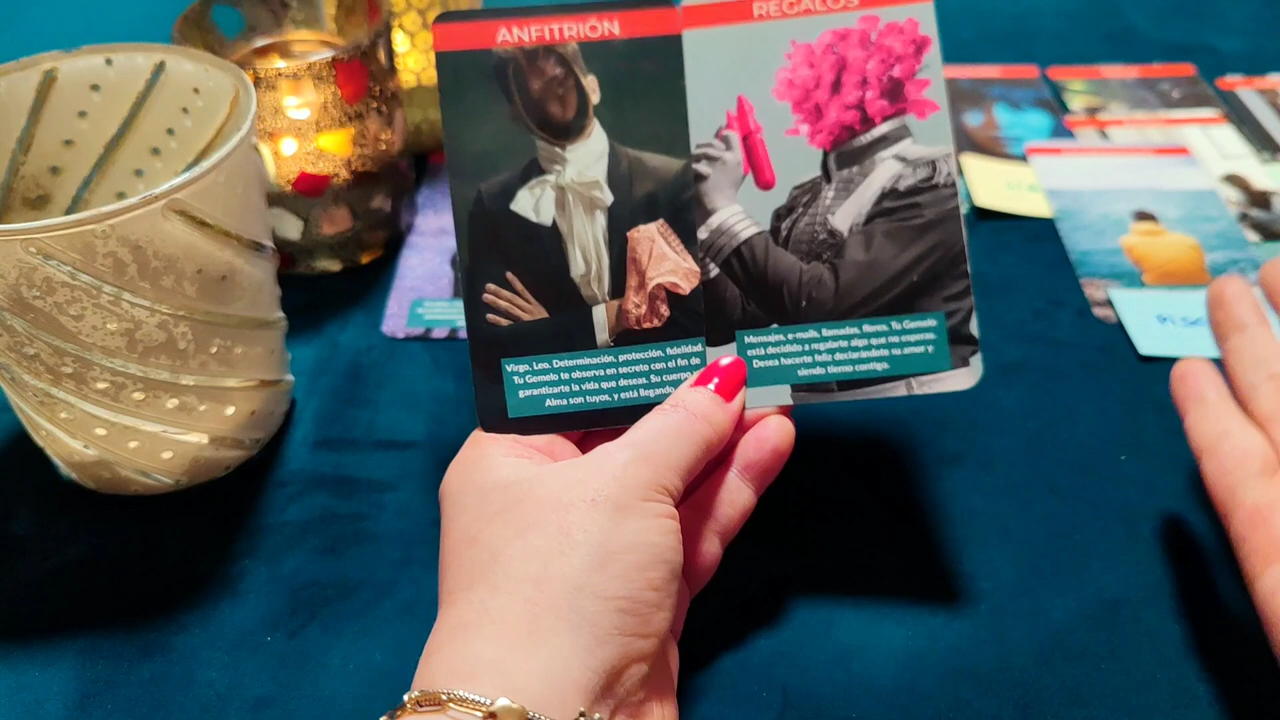 ANFITRIÓN
Virgo, Leo. Determinación, protección, fidelidad.
Tu Gemelo te observa en secreto con el fin de
garantizarte la vida que deseas. Su cuerpo
Alma son tuyos, y está llegando
REGALOS
Mensajes, e-mails, llamadas, flores. Tu Gemelo
está decidido a regalarte algo que no esperas.
Desea hacerte feliz declarándote su amor y
siendo tierno contigo.